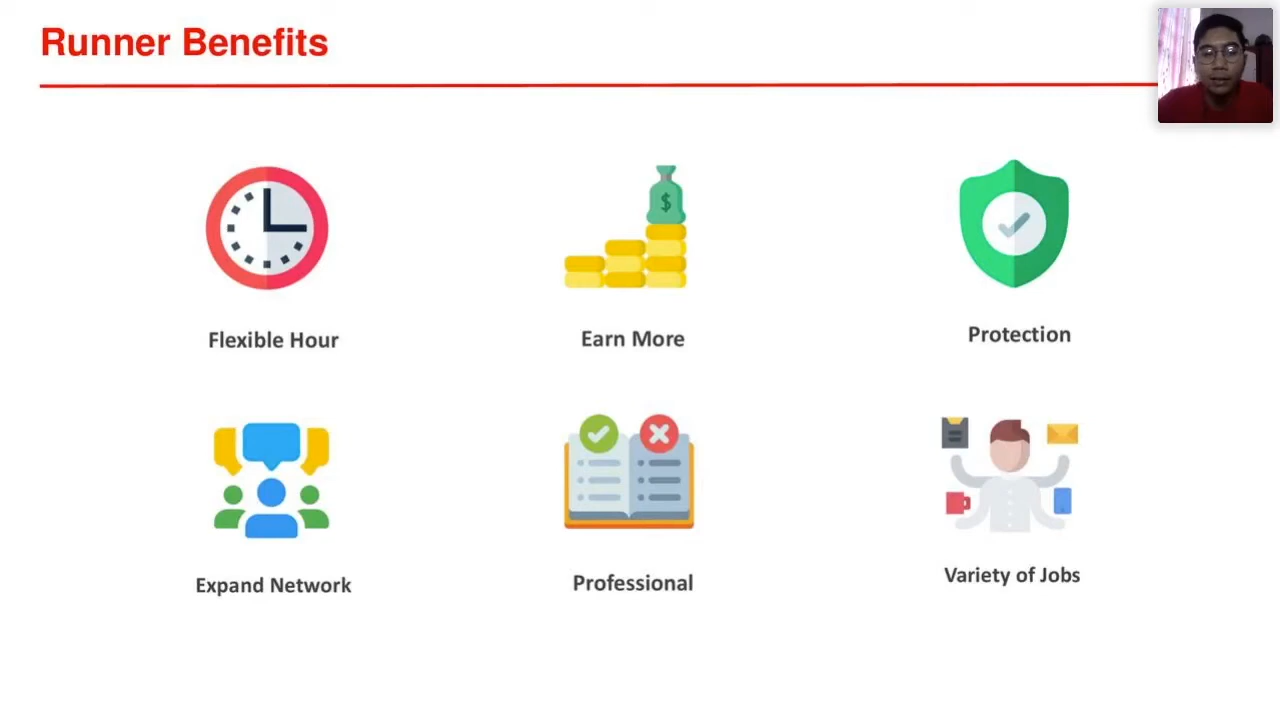 Runner Benefits
Flexible Hour
Earn More
Protection
Expand Network
Professional
Variety of Jobs
$